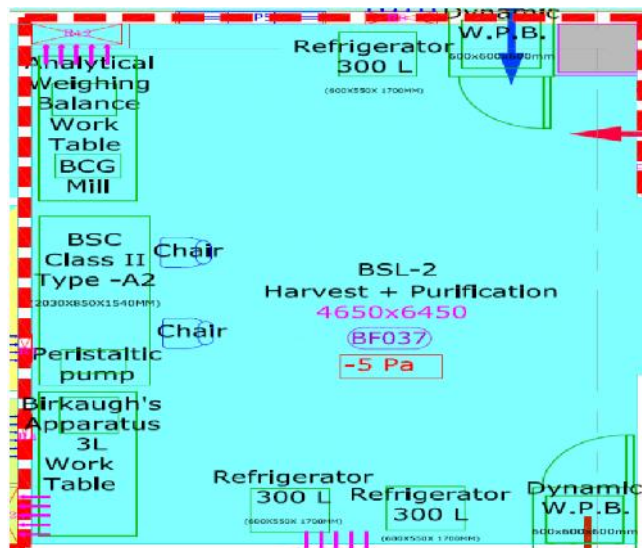 Dynamic
W.P.B.
600x600x600mm
Refrigerator
300 L
(600X550X 1700MM)
Analytical
Weighing
Balance
Work
Table
BCG
Mill
BSC
Class II
Type -A2
(2030X850X1540MM)
Chair
Chair
Peristaltic
pump
BSL-2
Harvest + Purification
4650x6450
BF037
-5 Pa
Birkaugh's
Apparatus
3L
Work
Table
Refrigerator
300 L
(600X550X 1700MM)
Refrigerator
300 L
(600X550X 1700MM)
Dynamic
W.P.B.
600x600x600mm